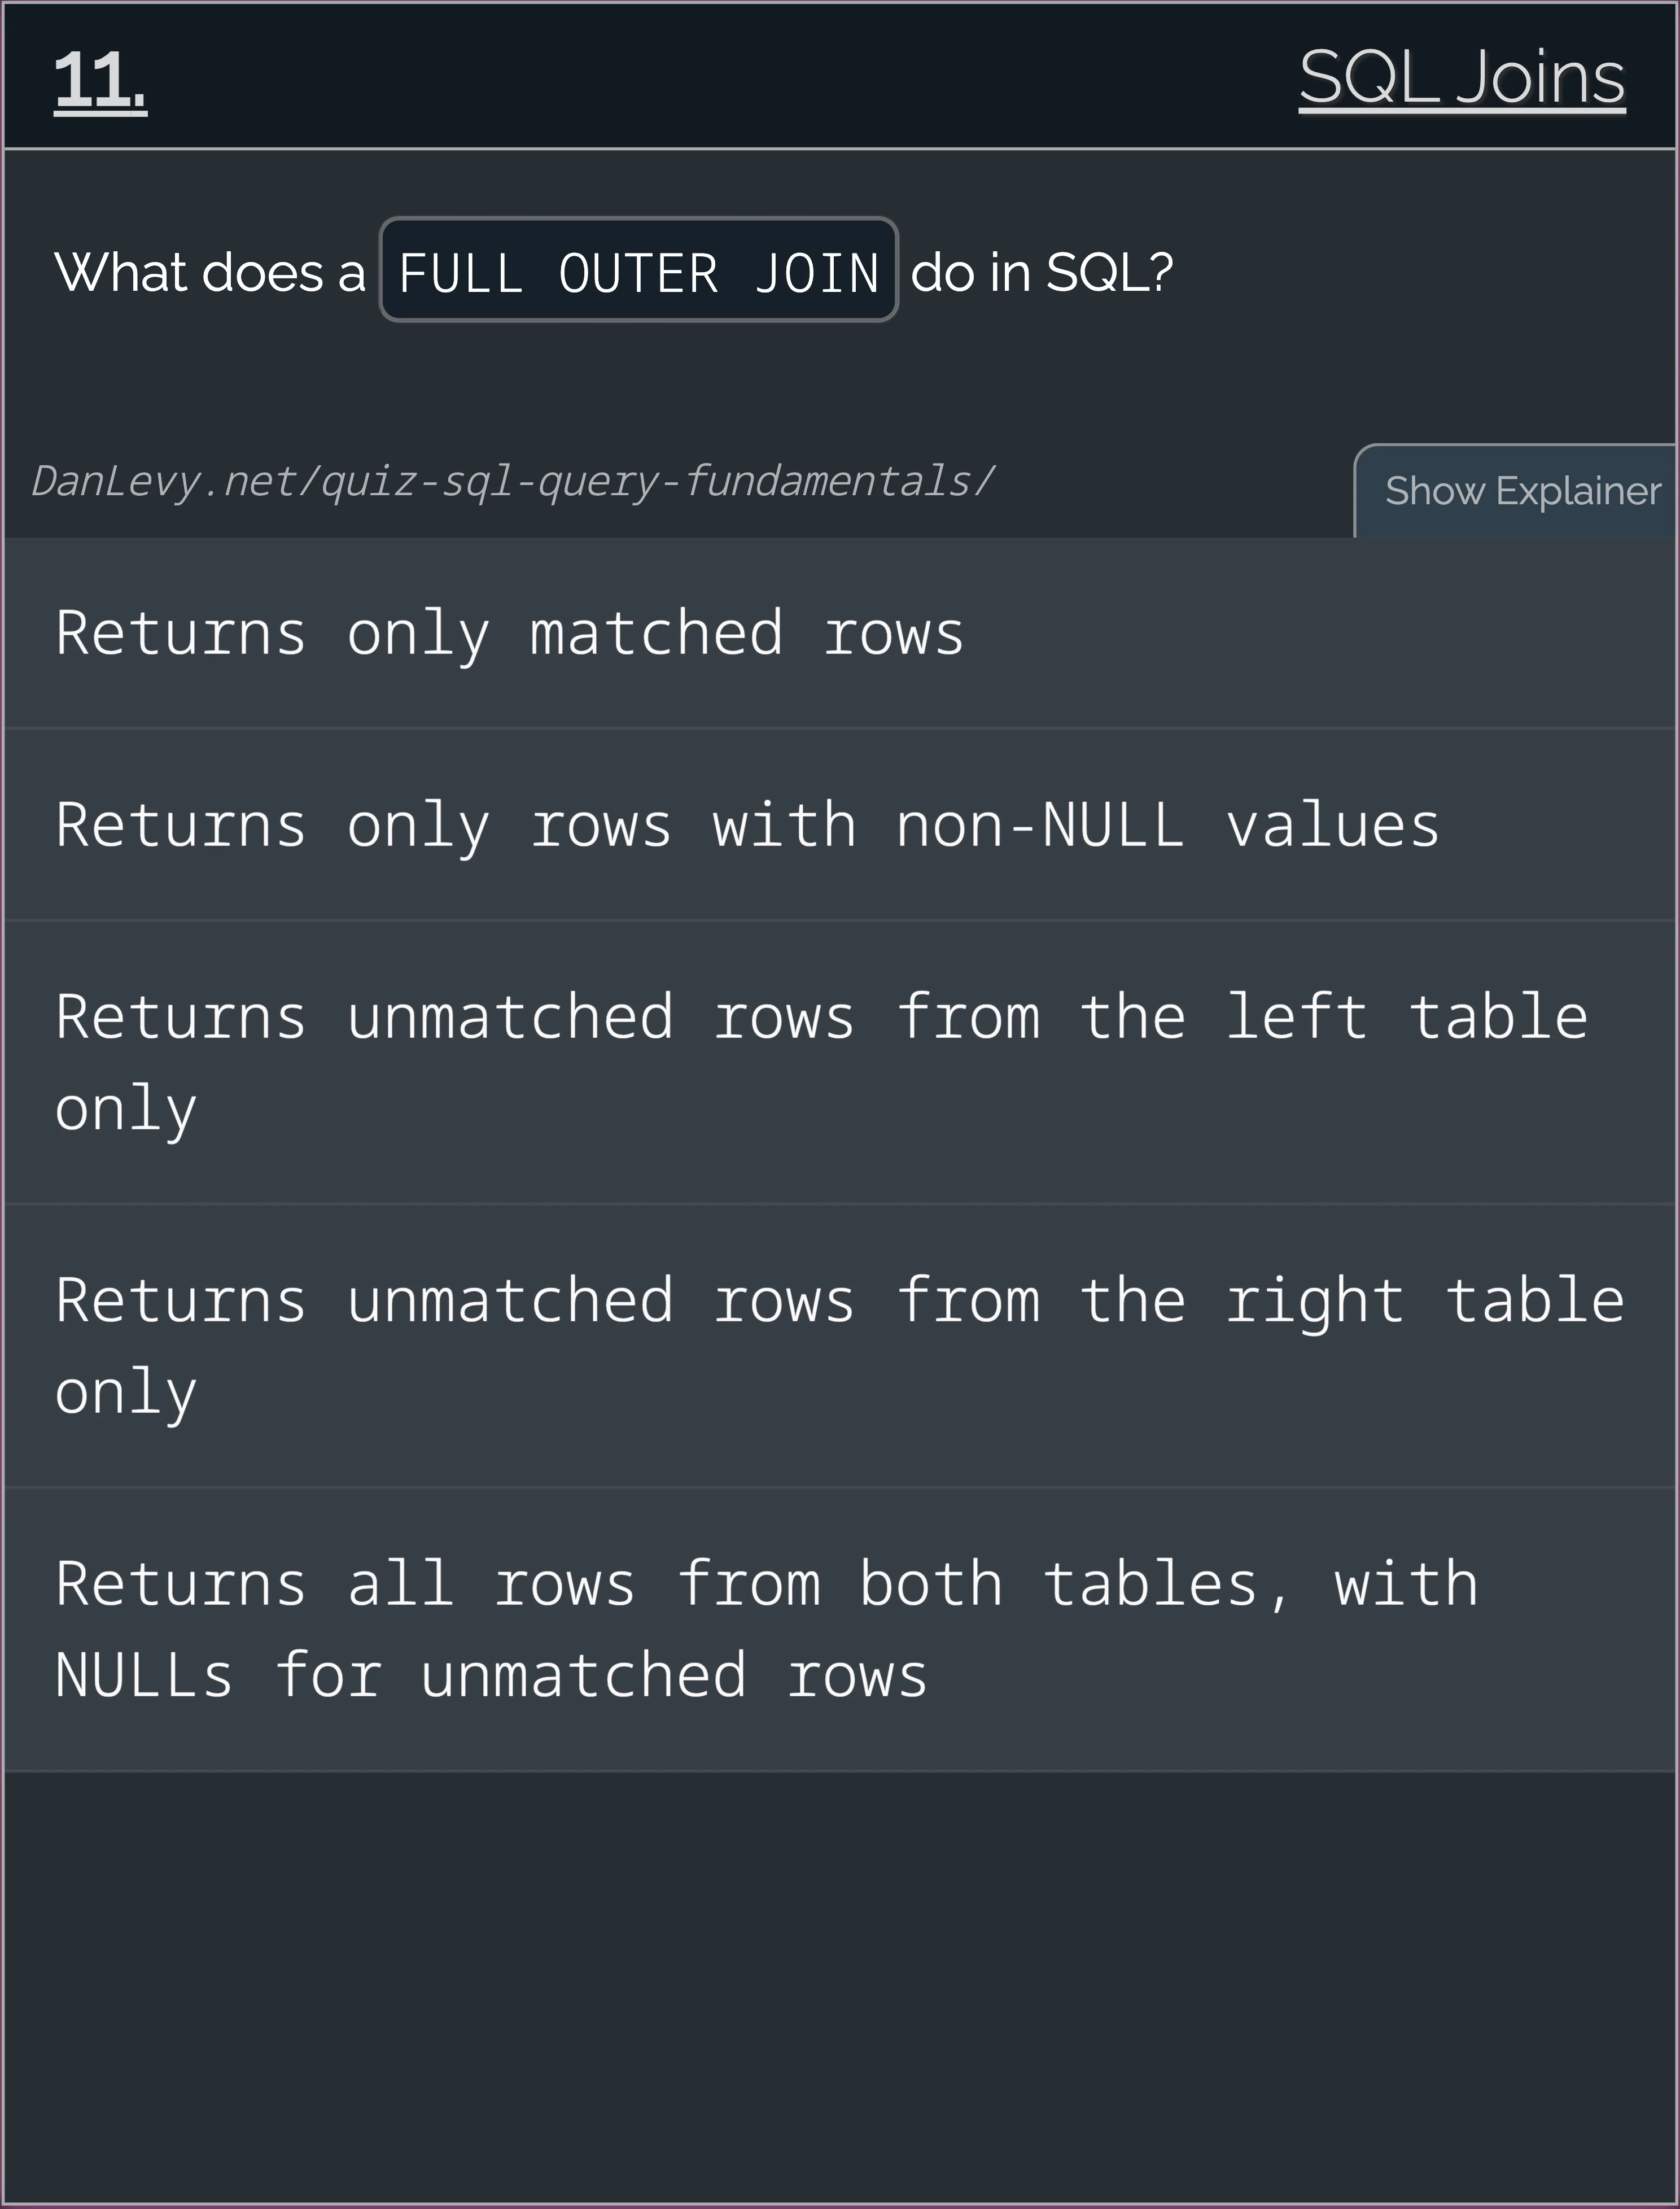 11.
SQL Joins
What does a FULL OUTER JOIN do in SQL?
DanLevy.net/quiz-sql-query-fundamentals/
Show Explainer
Returns only matched rows
Returns only rows with non-NULL values
Returns unmatched rows from the left table
only
Returns unmatched rows from the right table
only
Returns all rows from both tables, with
NULLs for unmatched rows